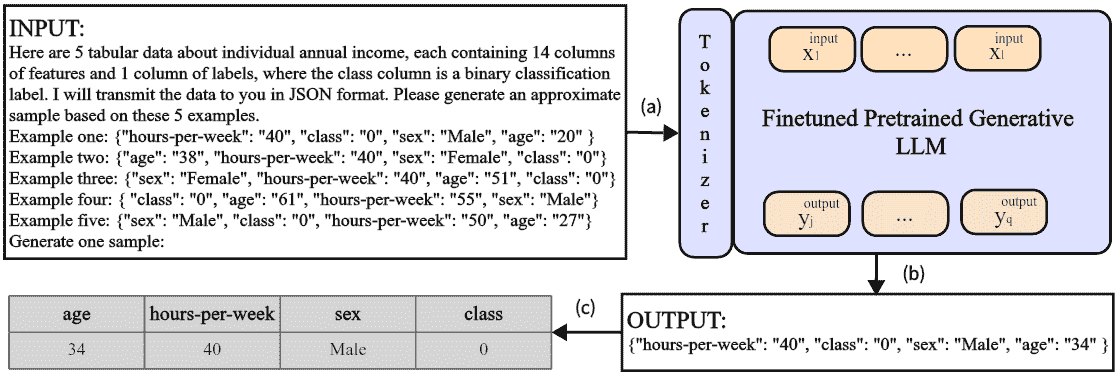 INPUT:
Here are 5 tabular data about individual annual income, each containing 14 columns
of features and 1 column of labels, where the class column is a binary classification
label. I will transmit the data to you in JSON format. Please generate an approximate
sample based on these 5 examples.
Example one: {"hours-per-week": "40", "class": "0", "sex": "Male", "age": "20" }
Example two: {"age": "38", "hours-per-week": "40", "sex": "Female", "class": "0"}
Example three: {"sex": "Female", "hours-per-week": "40", "age": "51", "class": "0"}
Example four: { "class": "0", "age": "61", "hours-per-week": "55", "sex": "Male"}
Example five: {"sex": "Male", "class": "0", "hours-per-week": "50", "age": "27"}
Generate one sample:
(a)
Tokenizer
x1 input
...
xl input
Finetuned Pretrained Generative
LLM
yj output
...
yq output
(b)
OUTPUT:
{"hours-per-week": "40", "class": "0", "sex": "Male", "age": "34" }
(c)
age hours-per-week sex class
34 40 Male 0